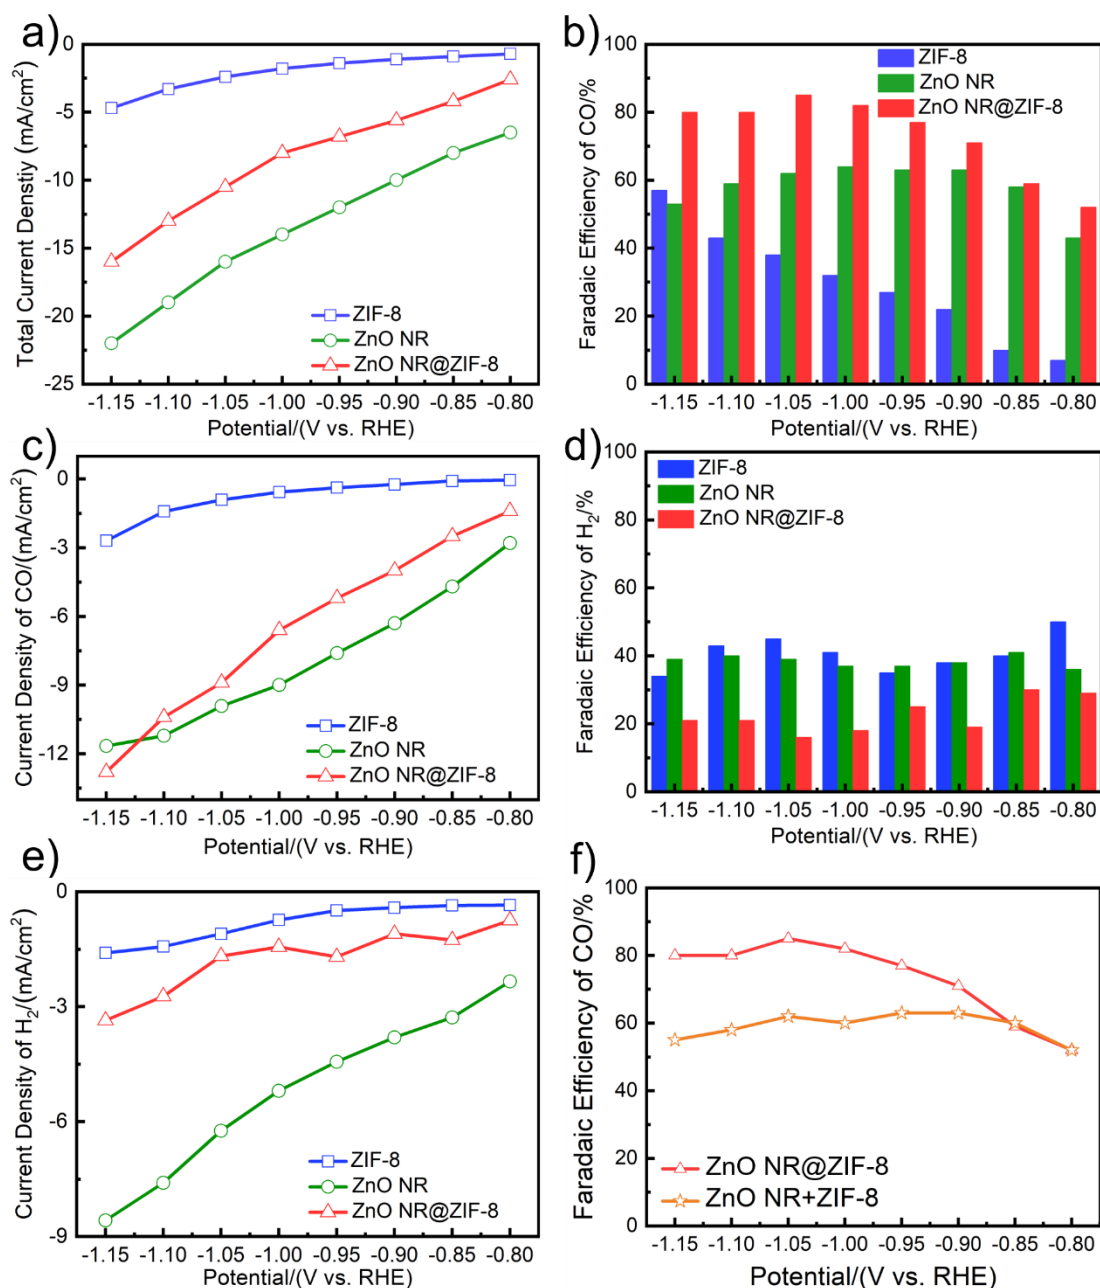 a)
Total Current Denstiy (mA/cm²)
0
-5
-10
-15
-20
-25
ZIF-8
ZnO NR
ZnO NR@ZIF-8
-1.15 -1.10 -1.05 -1.00 -0.95 -0.90 -0.85 -0.80
Potential/(V vs. RHE)
b)
Faradaic Efficiency of CO/%
100
80
60
40
20
0
ZIF-8
ZnO NR
ZnO NR@ZIF-8
-1.15 -1.10 -1.05 -1.00 -0.95 -0.90 -0.85 -0.80
Potential/(V vs. RHE)
c)
Current Density of CO/(mA/cm²)
0
-3
-6
-9
-12
ZIF-8
ZnO NR
ZnO NR@ZIF-8
-1.15 -1.10 -1.05 -1.00 -0.95 -0.90 -0.85 -0.80
Potential/(V vs. RHE)
d)
Faradaic Efficiency of H₂/%
100
80
60
40
20
0
ZIF-8
ZnO NR
ZnO NR@ZIF-8
-1.15 -1.10 -1.05 -1.00 -0.95 -0.90 -0.85 -0.80
Potential/(V vs. RHE)
e)
Current Density of H₂/(mA/cm²)
0
-3
-6
-9
ZIF-8
ZnO NR
ZnO NR@ZIF-8
-1.15 -1.10 -1.05 -1.00 -0.95 -0.90 -0.85 -0.80
Potential/(V vs. RHE)
f)
Faradaic Efficiency of CO/%
100
80
60
40
20
0
ZnO NR@ZIF-8
ZnO NR+ZIF-8
-1.15 -1.10 -1.05 -1.00 -0.95 -0.90 -0.85 -0.80
Potential/(V vs. RHE)